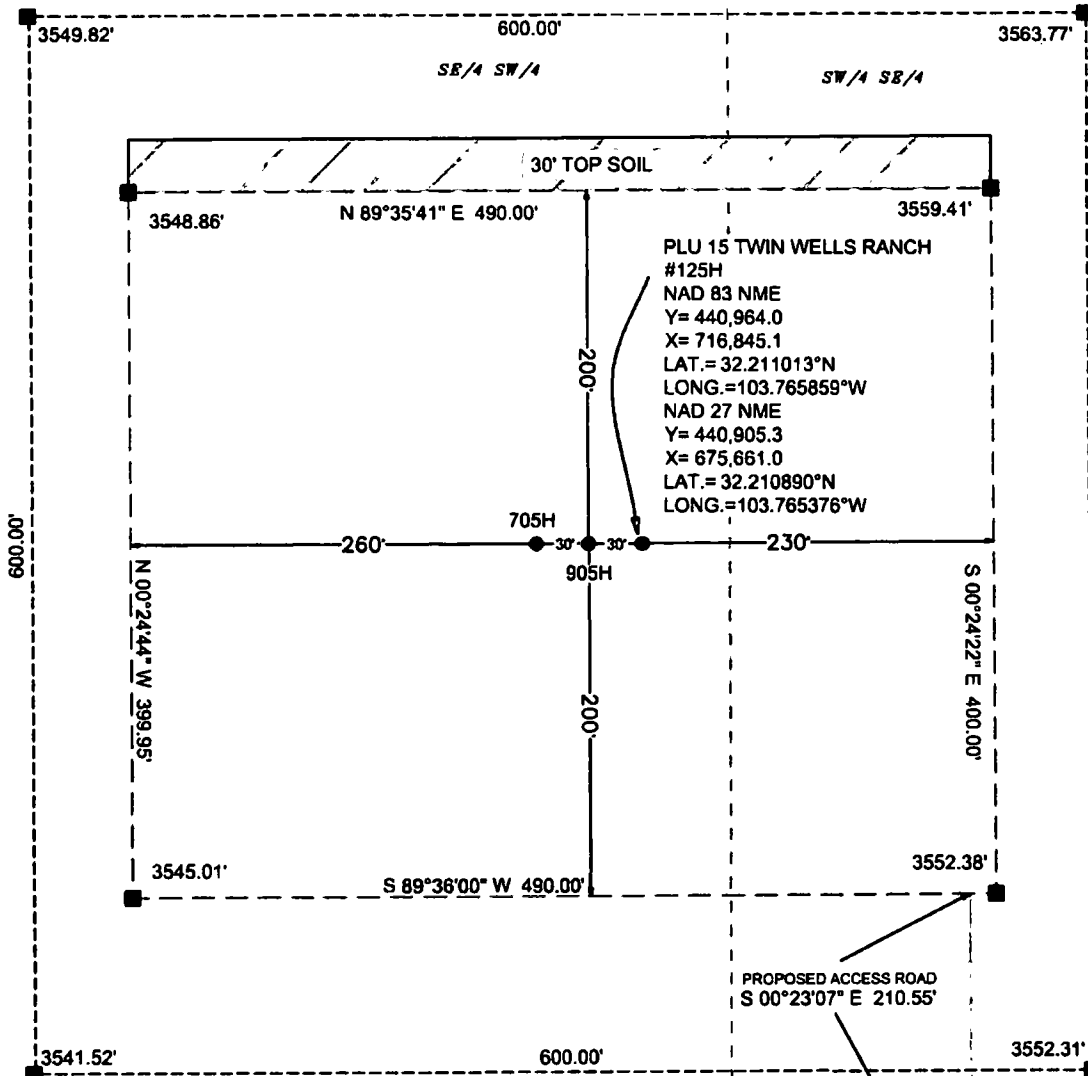 3549.82'
600.00'
3563.77'
SE/4 SW/4
SW/4 SE/4
30' TOP SOIL
3548.86'
N 89°35'41" E 490.00'
3559.41'
PLU 15 TWIN WELLS RANCH
#125H
NAD 83 NME
Y= 440,964.0
X= 716,845.1
LAT.= 32.211013°N
LONG.=103.765859°W
NAD 27 NME
Y= 440,905.3
X= 675,661.0
LAT.= 32.210890°N
LONG.=103.765376°W
200'
600.00'
705H
260'
30'
30'
230'
905H
N 00°24'44" W 399.95'
S 00°24'22" E 400.00'
200'
3545.01'
3552.38'
S 89°36'00" W 490.00'
PROPOSED ACCESS ROAD
S 00°23'07" E 210.55'
3541.52'
600.00'
3552.31'